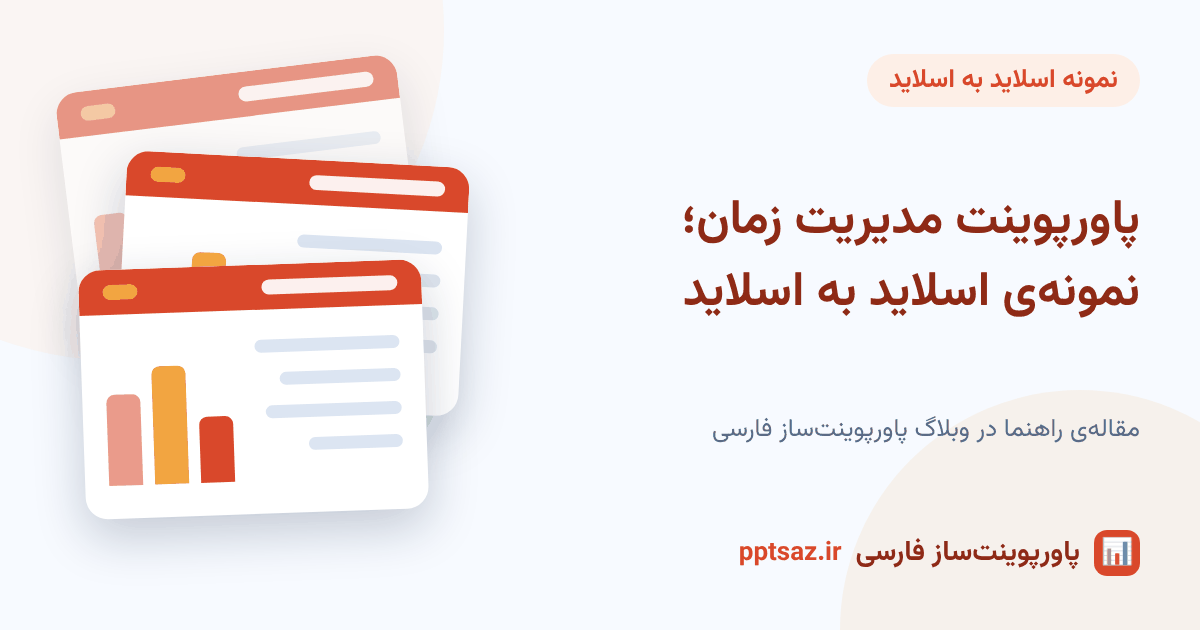 نمونه اسلاید به اسلاید
پاورپوینت مدیریت زمان؛
نمونه‌ی اسلاید به اسلاید
مقاله‌ی راهنما در وبلاگ پاورپوینت‌ساز فارسی
پاورپوینت‌ساز فارسی pptsaz.ir